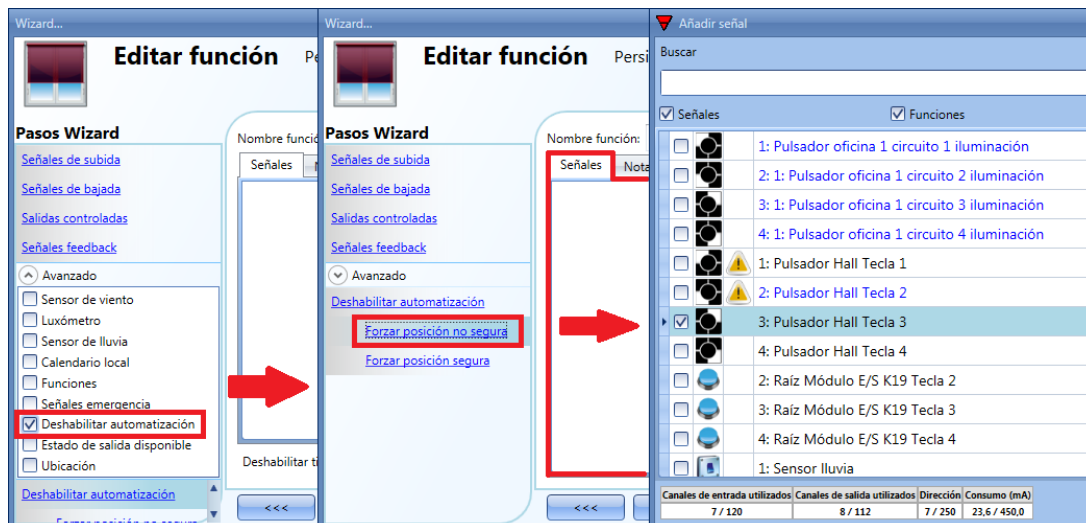 Wizard...
Editar función Pe
Pasos Wizard
Señales de subida
Señales de bajada
Salidas controladas
Señales feedback
Avanzado
Sensor de viento
Luxómetro
Sensor de lluvia
Calendario local
Funciones
Señales emergencia
Deshabilitar automatización
Estado de salida disponible
Ubicación
Deshabilitar automatización
Forzar posición no segura
Nombre funció
Señales
Deshabilitar ti
<<<
Wizard...
Editar función Persi
Pasos Wizard
Señales de subida
Señales de bajada
Salidas controladas
Señales feedback
Avanzado
Deshabilitar automatización
Forzar posición no segura
Forzar posición segura
Nombre función:
Señales Nota
<<<
Añadir señal
Buscar
Señales Funciones
1: Pulsador oficina 1 circuito 1 iluminación
2: 1: Pulsador oficina 1 circuito 2 iluminación
3: 1: Pulsador oficina 1 circuito 3 iluminación
4: 1: Pulsador oficina 1 circuito 4 iluminación
1: Pulsador Hall Tecla 1
2: Pulsador Hall Tecla 2
3: Pulsador Hall Tecla 3
4: Pulsador Hall Tecla 4
2: Raíz Módulo E/S K19 Tecla 2
3: Raíz Módulo E/S K19 Tecla 3
4: Raíz Módulo E/S K19 Tecla 4
1: Sensor lluvia
Canales de entrada utilizados Canales de salida utilizados Dirección Consumo (mA)
7 / 120 8 / 112 7 / 250 23,6 / 450,0